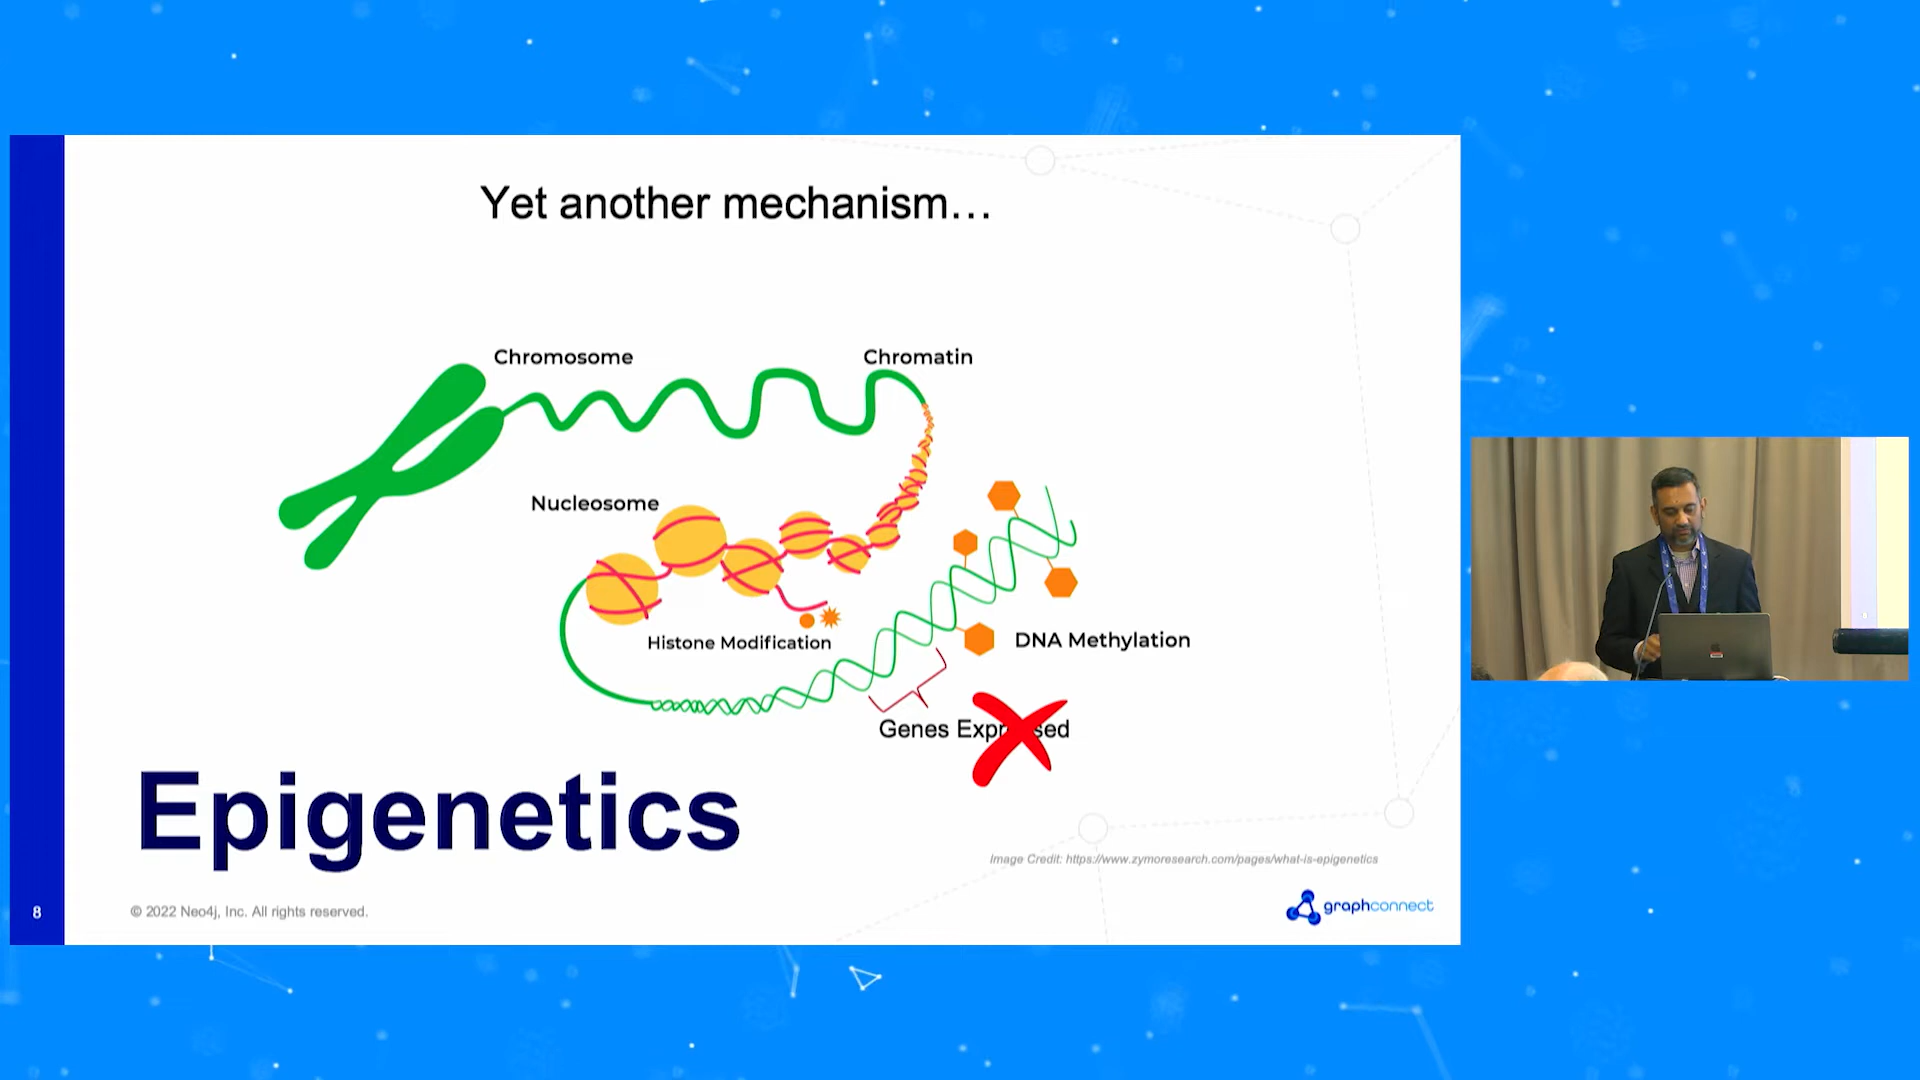 Yet another mechanism…
Chromosome
Chromatin
Nucleosome
Histone Modification
DNA Methylation
Genes Exp
sed
Epigenetics
Image Credit: https://www.zymoresearch.com/pages/what-is-epigenetics
8
© 2022 Neo4j, Inc. All rights reserved.
graphconnect